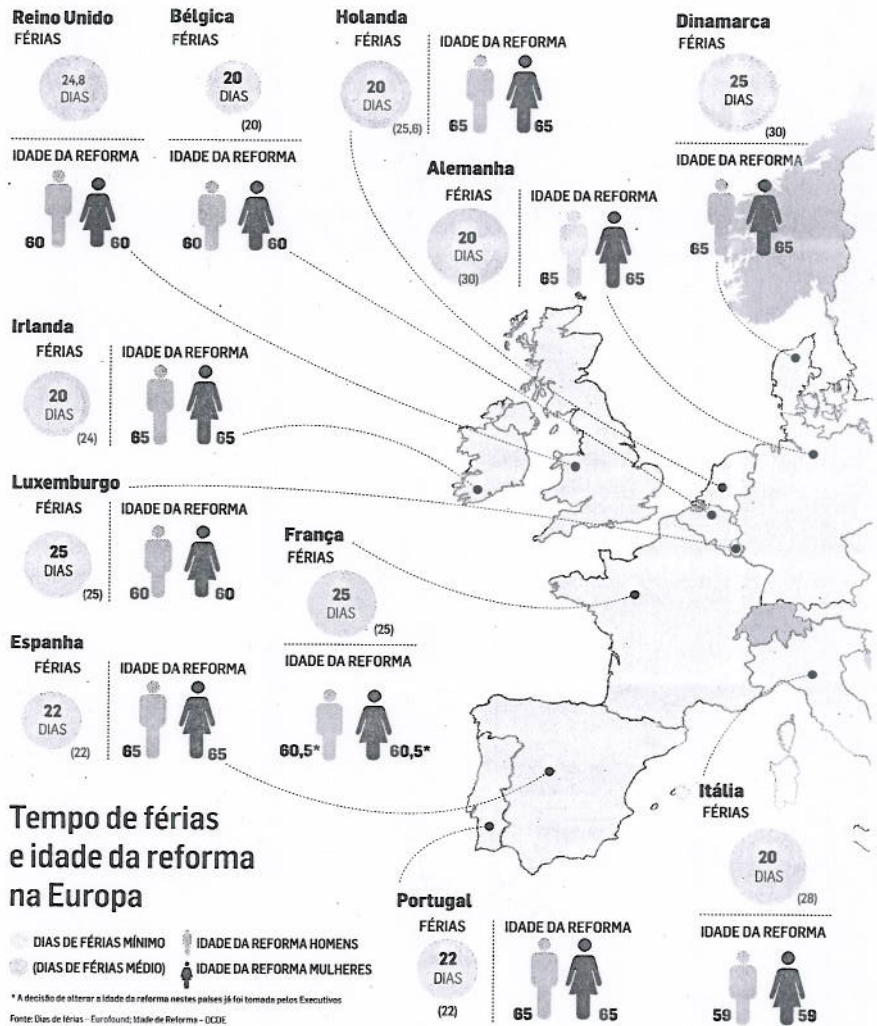 Reino Unido
FÉRIAS
24,8
DIAS
IDADE DA REFORMA
60 60
Bélgica
FÉRIAS
20
DIAS
(20)
IDADE DA REFORMA
60 60
Holanda
FÉRIAS
20
DIAS
(25,6)
IDADE DA REFORMA
65 65
Dinamarca
FÉRIAS
25
DIAS
(30)
IDADE DA REFORMA
65 65
Alemanha
FÉRIAS
20
DIAS
(30)
IDADE DA REFORMA
65 65
Irlanda
FÉRIAS
20
DIAS
(24)
IDADE DA REFORMA
65 65
Luxemburgo
FÉRIAS
25
DIAS
(25)
IDADE DA REFORMA
60 60
França
FÉRIAS
25
DIAS
(25)
IDADE DA REFORMA
60,5* 60,5*
Espanha
FÉRIAS
22
DIAS
(22)
IDADE DA REFORMA
65 65
Itália
FÉRIAS
20
DIAS
(28)
IDADE DA REFORMA
59 59
Portugal
FÉRIAS
22
DIAS
(22)
IDADE DA REFORMA
65 65
Tempo de férias
e idade da reforma
na Europa
DIAS DE FÉRIAS MÍNIMO
(DIAS DE FÉRIAS MÉDIO)
IDADE DA REFORMA HOMENS
IDADE DA REFORMA MULHERES
* A decisão de alterar a idade da reforma nestes países já foi tomada pelos Executivos
Fonte: Dias de férias – Eurofound; Idade de Reforma – OCDE